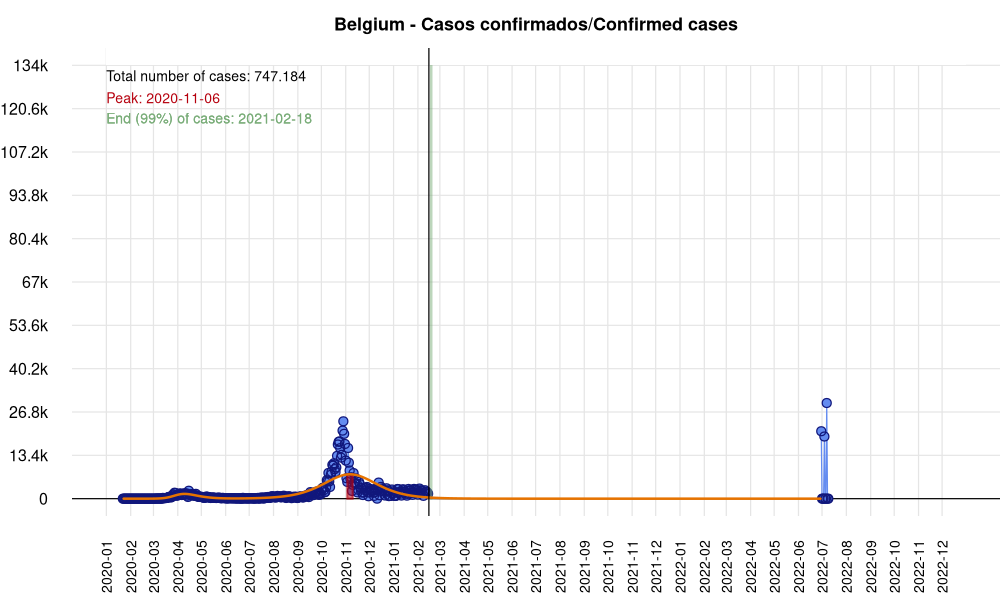 Belgium - Casos confirmados/Confirmed cases
134k
Total number of cases: 747.184
Peak: 2020-11-06
120.6k
End (99%) of cases: 2021-02-18
107.2k
93.8k
80.4k
67k
53.6k
40.2k
26.8k
13.4k
0
2020-01
2020-02
2020-03
2020-04
2020-05
2020-06
2020-07
2020-08
2020-09
2020-10
2020-11
2020-12
2021-01
2021-02
2021-03
2021-04
2021-05
2021-06
2021-07
2021-08
2021-09
2021-10
2021-11
2021-12
2022-01
2022-02
2022-03
2022-04
2022-05
2022-06
2022-07
2022-08
2022-09
2022-10
2022-11
2022-12